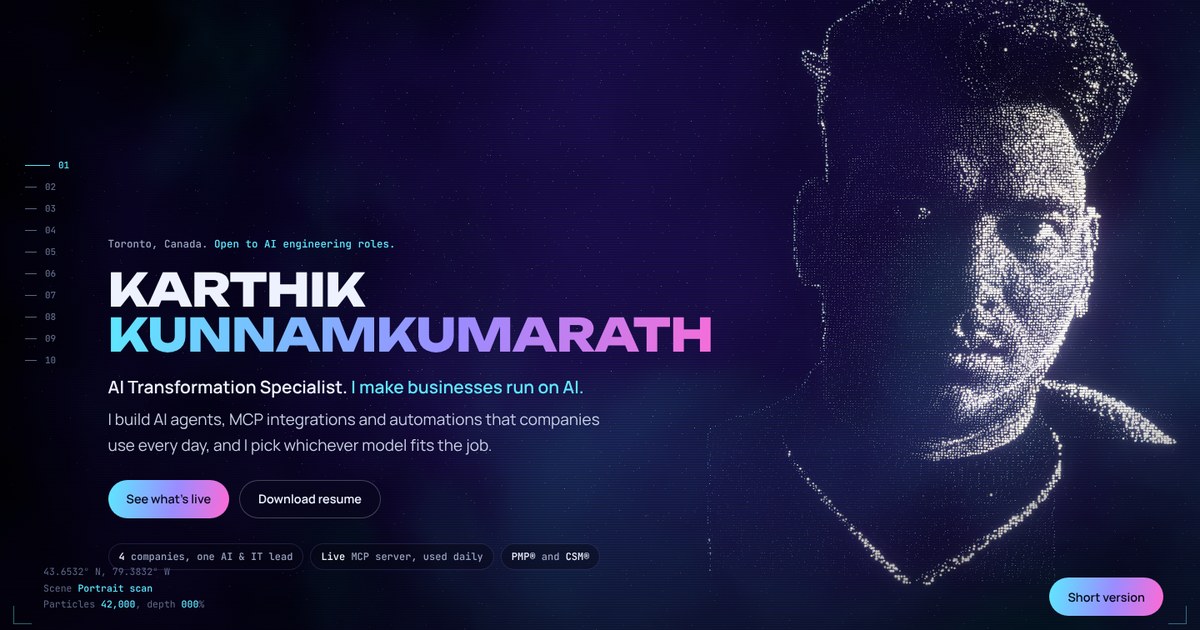 01
02
03
04
05
06
07
08
09
10
Toronto, Canada. Open to AI engineering roles.
KARTHIK
KUNNAMKUMARATH
AI Transformation Specialist. I make businesses run on AI.
I build AI agents, MCP integrations and automations that companies
use every day, and I pick whichever model fits the job.
See what's live
Download resume
4 companies, one AI & IT lead
Live MCP server, used daily
PMP® and CSM®
43.6532° N, 79.3832° W
Scene Portrait scan
Particles 42,000, depth 000%
Short version